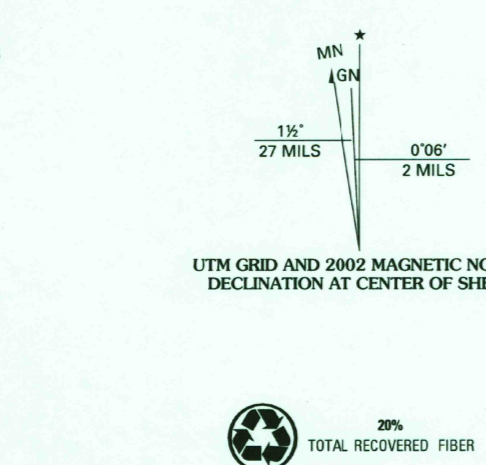 ★
MN
GN
1½°
27 MILS
0°06′
2 MILS
UTM GRID AND 2002 MAGNETIC NO
DECLINATION AT CENTER OF SHE
20%
TOTAL RECOVERED FIBER